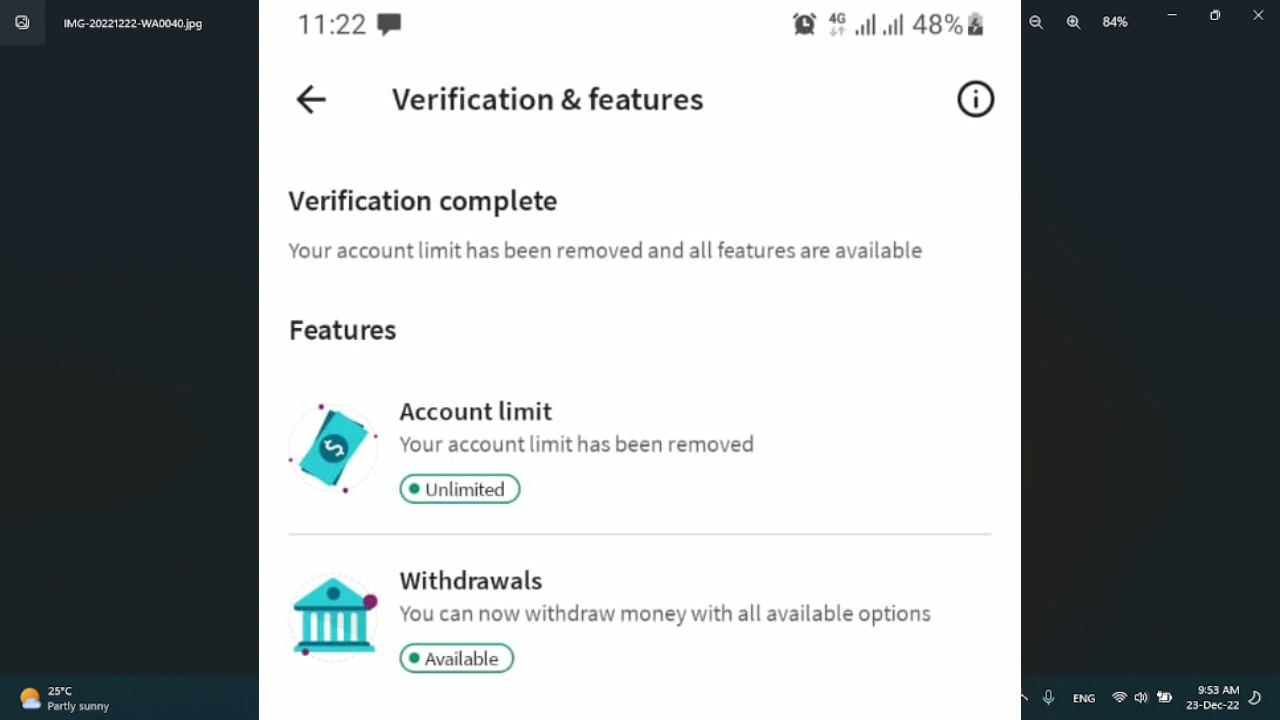 IMG-20221222-WA0040.jpg
84%
11:22
4G
48%
Verification & features
Verification complete
Your account limit has been removed and all features are available
Features
Account limit
Your account limit has been removed
Unlimited
Withdrawals
You can now withdraw money with all available options
Available
25°C
Partly sunny
ENG
9:53 AM
23-Dec-22